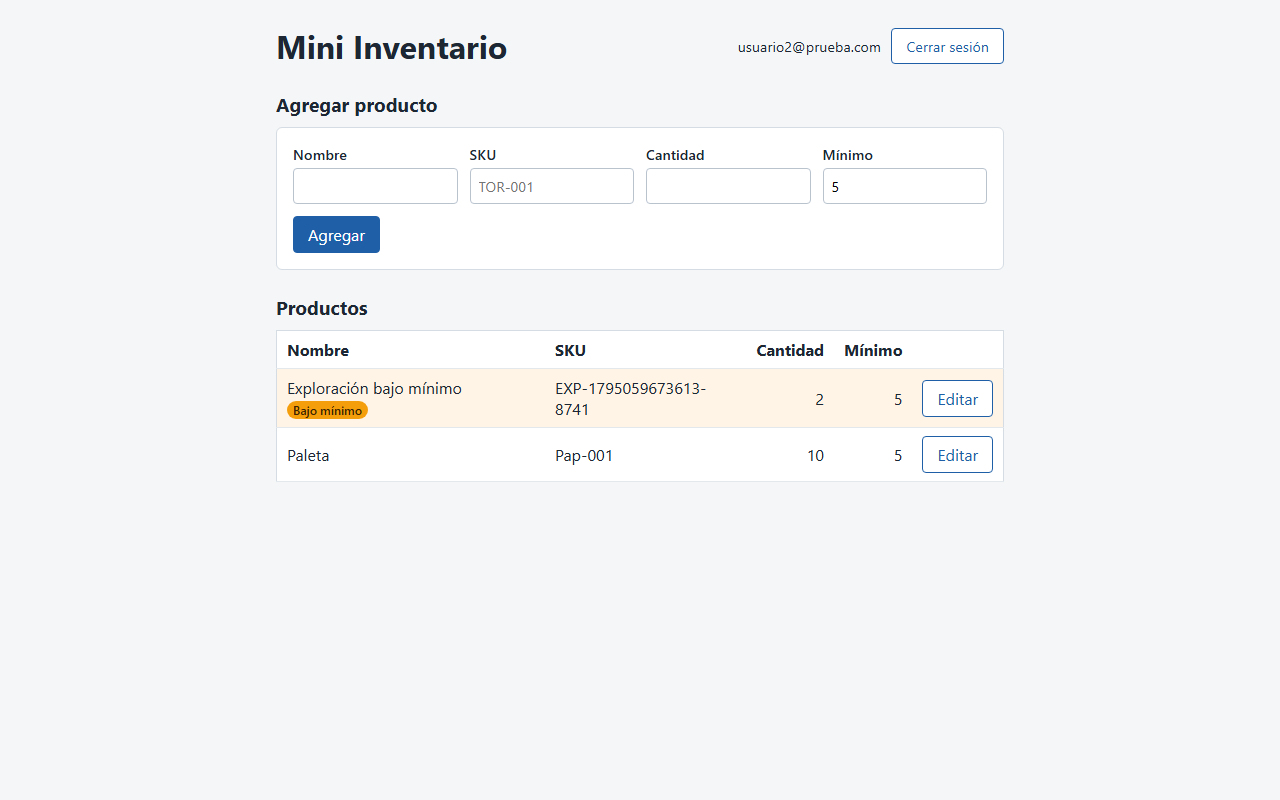 Mini Inventario
usuario2@prueba.com
Cerrar sesión
Agregar producto
Nombre SKU Cantidad Mínimo
TOR-001 5
Agregar
Productos
Nombre SKU Cantidad Mínimo
Exploración bajo mínimo
Bajo mínimo
EXP-1795059673613-
8741
2 5 Editar
Paleta Pap-001 10 5 Editar